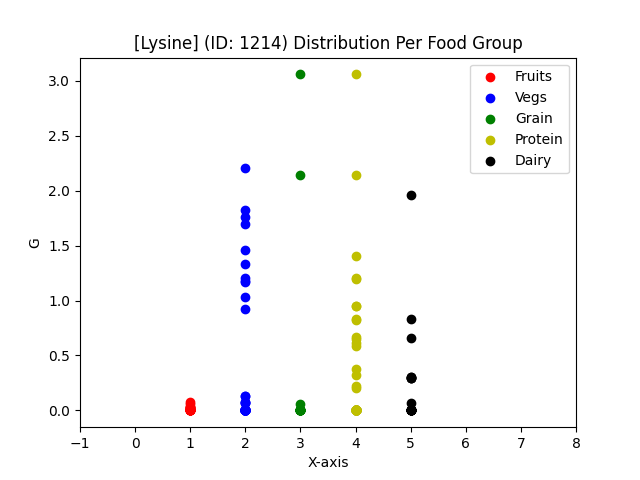 [Lysine] (ID: 1214) Distribution Per Food Group
Fruits
Vegs
Grain
Protein
Dairy
G
3.0
2.5
2.0
1.5
1.0
0.5
0.0
−1 0 1 2 3 4 5 6 7 8
X-axis